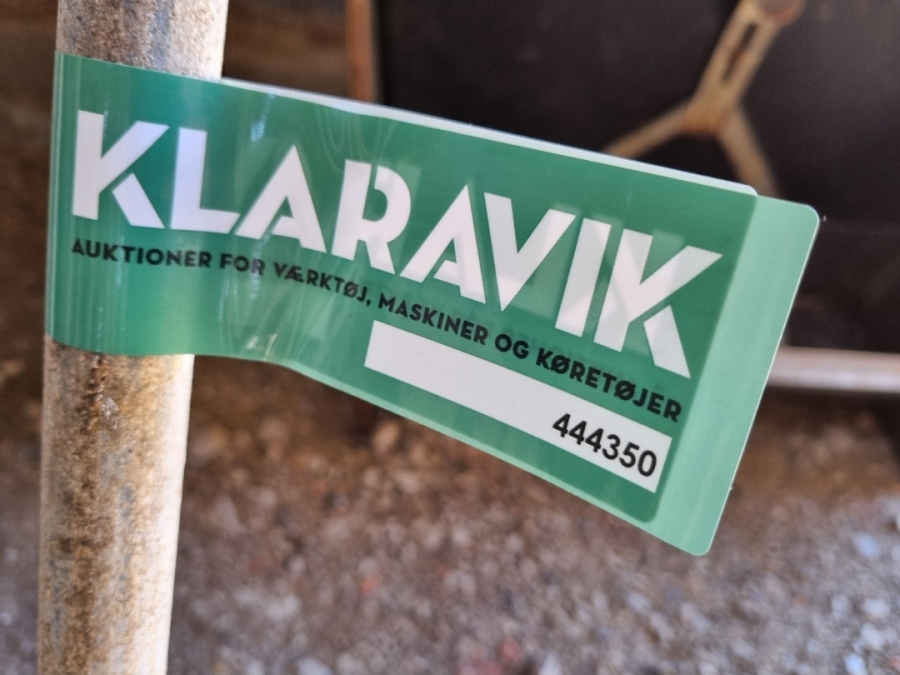 KLARAVIK
AUKTIONER FOR VÆRKTØJ, MASKINER OG KØRETØJER
444350